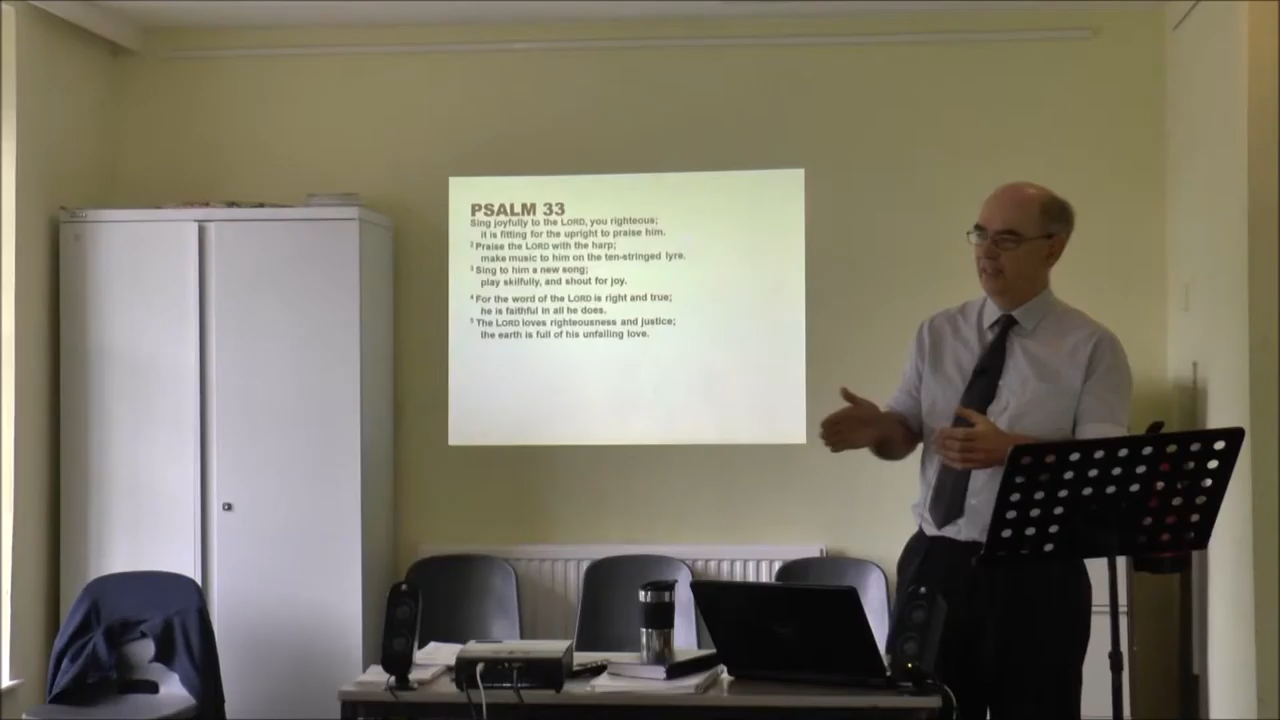 PSALM 33
Sing joyfully to the LORD, you righteous;
it is fitting for the upright to praise him.
2 Praise the LORD with the harp;
make music to him on the ten-stringed lyre.
3 Sing to him a new song;
play skilfully, and shout for joy.
4 For the word of the LORD is right and true;
he is faithful in all he does.
5 The LORD loves righteousness and justice;
the earth is full of his unfailing love.